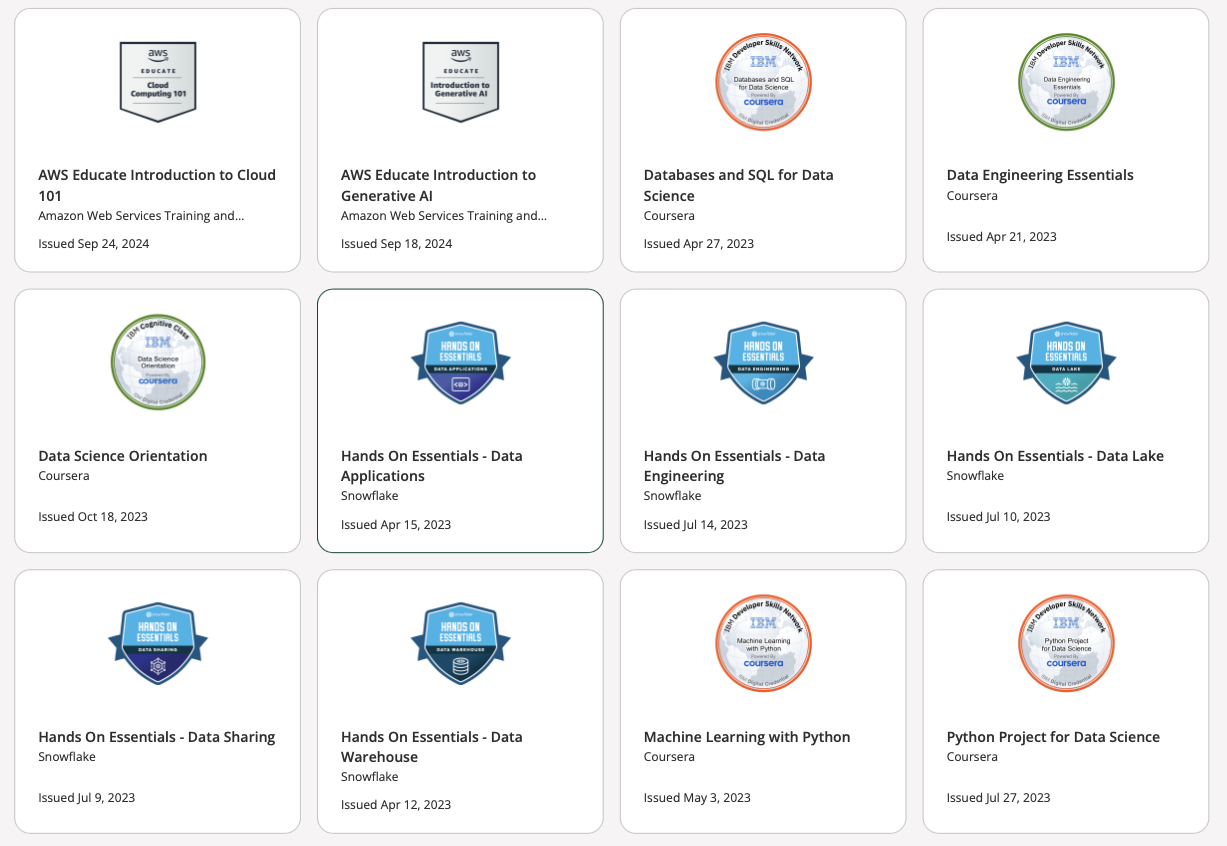 aws
EDUCATE
Cloud
Computing 101
AWS Educate Introduction to Cloud
101
Amazon Web Services Training and...
Issued Sep 24, 2024
aws
EDUCATE
Introduction to
Generative AI
AWS Educate Introduction to
Generative AI
Amazon Web Services Training and...
Issued Sep 18, 2024
IBM Developer Skills Network
IBM
Databases and SQL
for Data Science
Powered By
coursera
IBM Digital Credential
Databases and SQL for Data
Science
Coursera
Issued Apr 27, 2023
IBM Developer Skills Network
IBM
Data Engineering
Essentials
Powered By
coursera
IBM Digital Credential
Data Engineering Essentials
Coursera
Issued Apr 21, 2023
IBM Cognitive Class
IBM
Data Science
Orientation
Powered By
coursera
IBM Digital Credential
Data Science Orientation
Coursera
Issued Oct 18, 2023
HANDS ON
ESSENTIALS
DATA APPLICATIONS
Hands On Essentials - Data
Applications
Snowflake
Issued Apr 15, 2023
HANDS ON
ESSENTIALS
DATA ENGINEERING
Hands On Essentials - Data
Engineering
Snowflake
Issued Jul 14, 2023
HANDS ON
ESSENTIALS
DATA LAKE
Hands On Essentials - Data Lake
Snowflake
Issued Jul 10, 2023
HANDS ON
ESSENTIALS
DATA SHARING
Hands On Essentials - Data Sharing
Snowflake
Issued Jul 9, 2023
HANDS ON
ESSENTIALS
DATA WAREHOUSE
Hands On Essentials - Data
Warehouse
Snowflake
Issued Apr 12, 2023
IBM Developer Skills Network
IBM
Machine Learning
with Python
Powered By
coursera
IBM Digital Credential
Machine Learning with Python
Coursera
Issued May 3, 2023
IBM Developer Skills Network
IBM
Python Project
for Data Science
Powered By
coursera
IBM Digital Credential
Python Project for Data Science
Coursera
Issued Jul 27, 2023